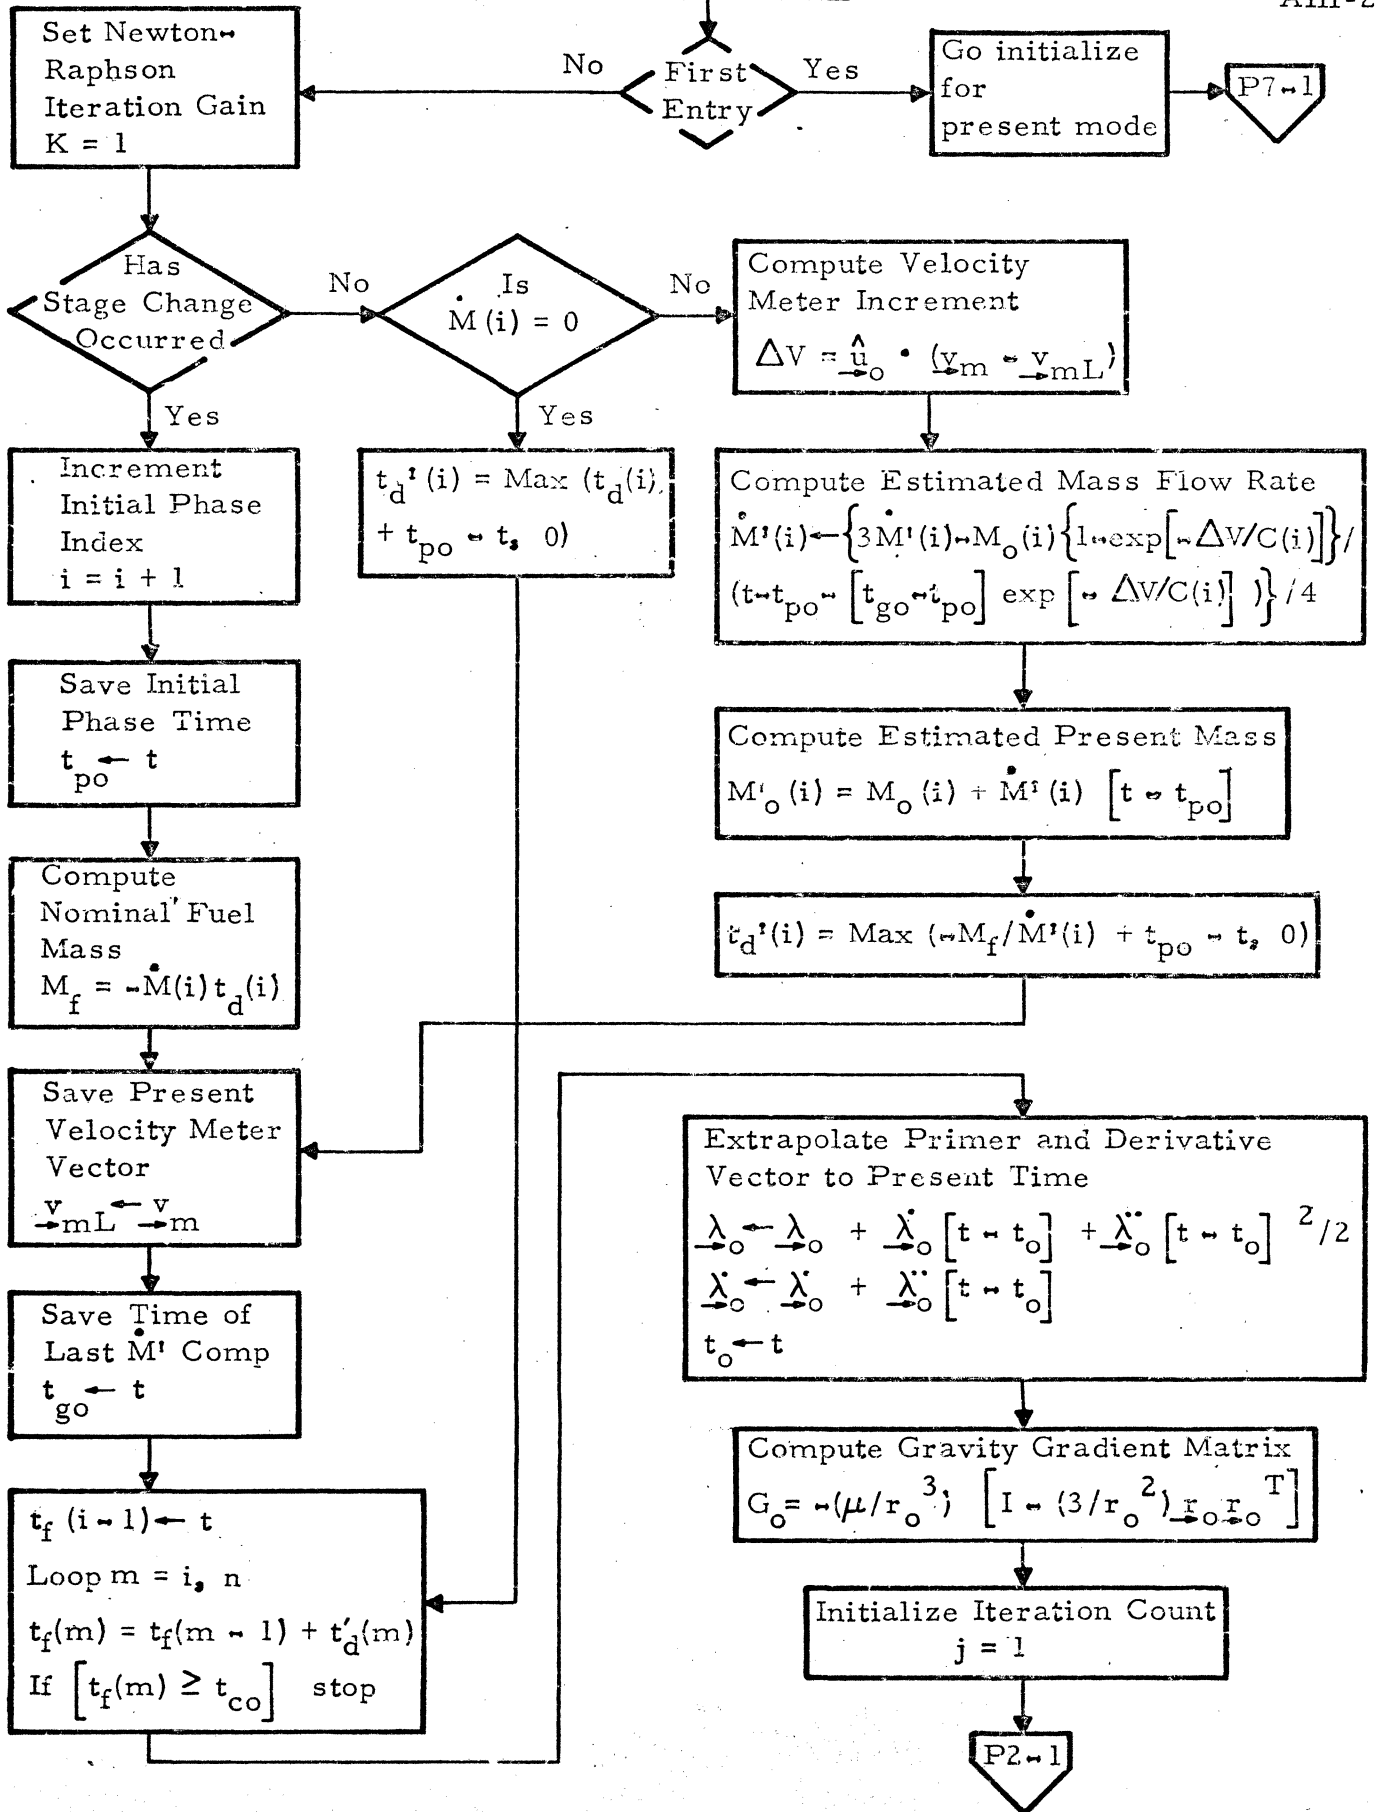 Set Newton-
Raphson
Iteration Gain
K = 1
No
First
Entry
Yes
Go initialize
for
present mode
P7-1
Has
Stage Change
Occurred
No
Yes
Is
Ṁ(i) = 0
No
Yes
Compute Velocity
Meter Increment
ΔV = û_o • (v_m - v_mL)
Increment
Initial Phase
Index
i = i + 1
t_d'(i) = Max (t_d(i)
+ t_po - t, 0)
Compute Estimated Mass Flow Rate
Ṁ'(i)←{3Ṁ'(i)-M_o(i){1-exp[-ΔV/C(i)]}/
(t-t_po-[t_go-t_po] exp [- ΔV/C(i)] )}/4
Save Initial
Phase Time
t_po ← t
Compute Estimated Present Mass
M'_o(i) = M_o(i) + Ṁ'(i) [t - t_po]
Compute
Nominal Fuel
Mass
M_f = -Ṁ(i) t_d(i)
t_d'(i) = Max (-M_f/Ṁ'(i) + t_po - t, 0)
Save Present
Velocity Meter
Vector
v_mL ← v_m
Extrapolate Primer and Derivative
Vector to Present Time
λ_o ← λ_o + λ̇_o [t - t_o] + λ̈_o [t - t_o]²/2
λ̇_o ← λ̇_o + λ̈_o [t - t_o]
t_o ← t
Save Time of
Last Ṁ' Comp
t_go ← t
Compute Gravity Gradient Matrix
G_o = -(μ/r_o³) [I - (3/r_o²) r_o r_o^T]
t_f(i - 1) ← t
Loop m = i, n
t_f(m) = t_f(m - 1) + t'_d(m)
If [t_f(m) ≥ t_co] stop
Initialize Iteration Count
j = 1
P2-1